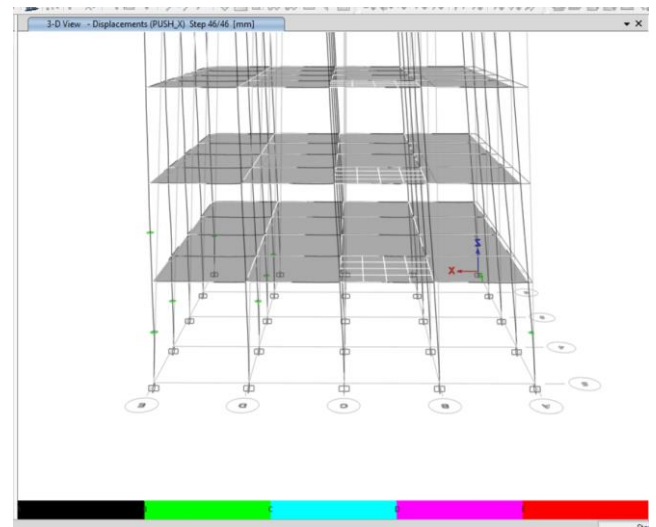 3-D View - Displacements (PUSH_X) Step 46/46 [mm]
Z
X
E D C B A
B C D E